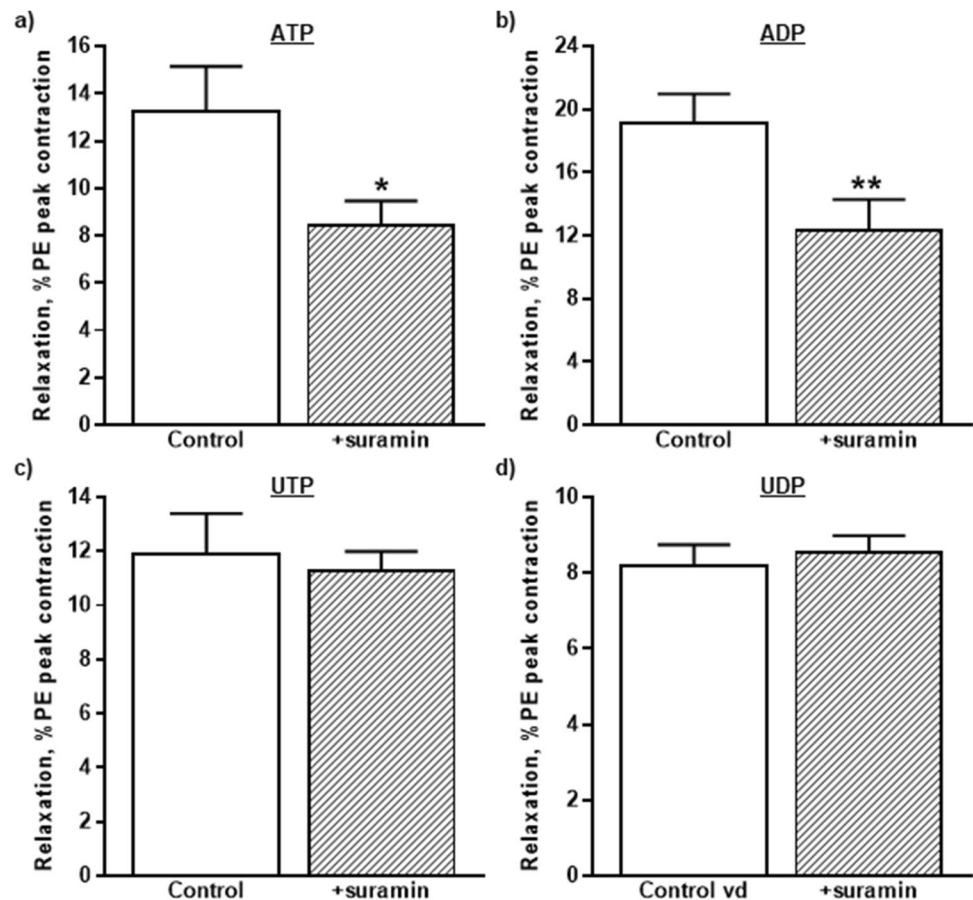 a)
ATP
Relaxation, % PE peak contraction
16
14
12
10
8
6
4
2
0
*
Control
+suramin
b)
ADP
Relaxation, % PE peak contraction
24
20
16
12
8
4
0
**
Control
+suramin
c)
UTP
Relaxation, % PE peak contraction
14
12
10
8
6
4
2
0
Control
+suramin
d)
UDP
Relaxation, % PE peak contraction
10
8
6
4
2
0
Control vd
+suramin